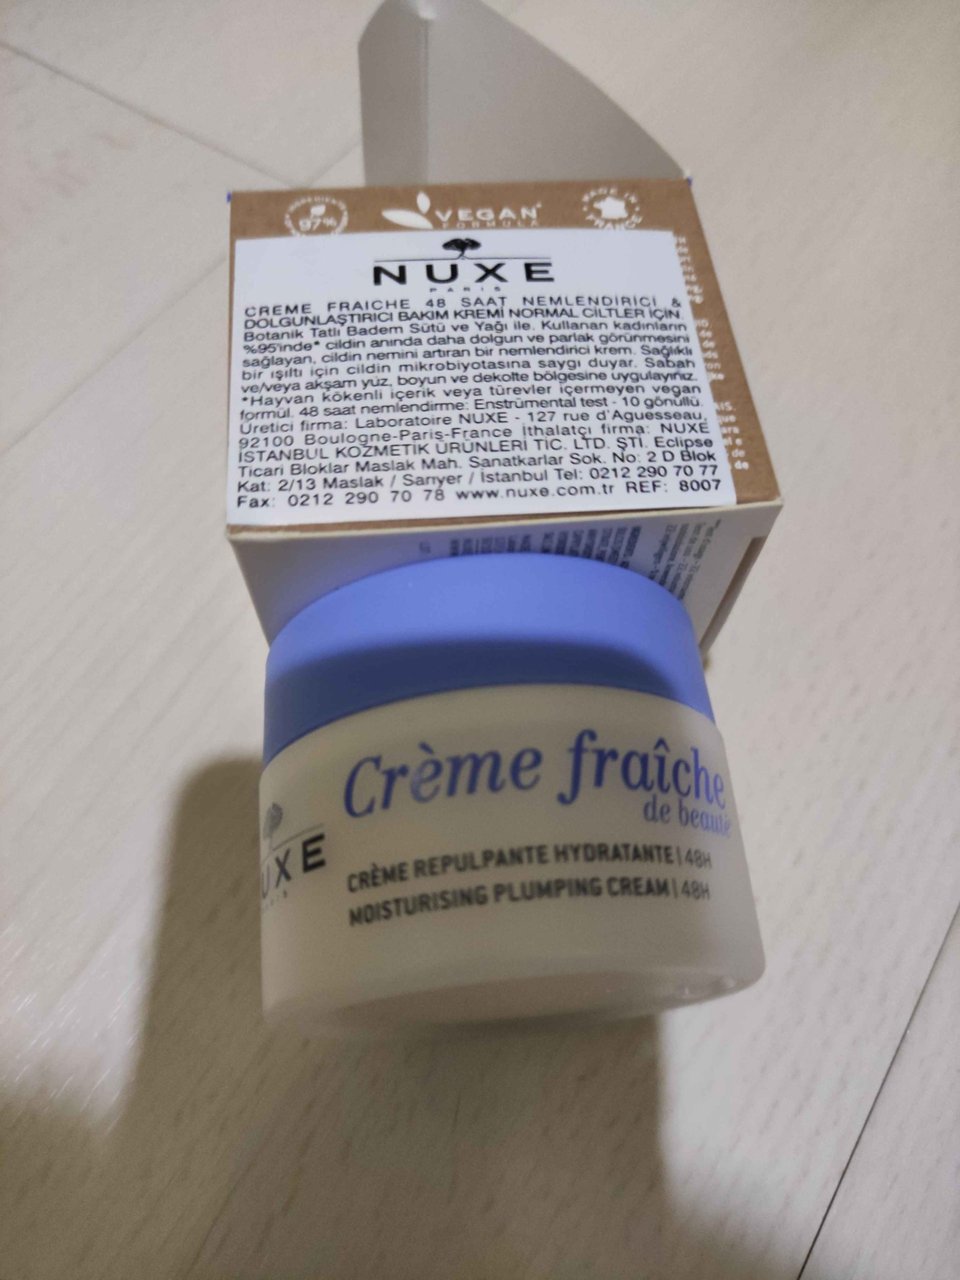 97%
VEGAN
FORMULA
MADE IN
FRANCE
NUXE
PARIS
CREME FRAICHE 48 SAAT NEMLENDİRİCİ &
DOLGUNLAŞTIRICI BAKIM KREMİ NORMAL CİLTLER İÇİN.
Botanik Tatlı Badem Sütü ve Yağı ile. Kullanan kadınların
%95'inde* cildin anında daha dolgun ve parlak görünmesini
sağlayan, cildin nemini artıran bir nemlendirici krem. Sağlıklı
bir ışıltı için cildin mikrobiyotasına saygı duyar. Sabah
ve/veya akşam yüz, boyun ve dekolte bölgesine uygulayınız.
*Hayvan kökenli içerik veya türevler içermeyen vegan
formül. 48 saat nemlendirme: Enstrümental test - 10 gönüllü.
Üretici firma: Laboratoire NUXE - 127 rue d'Aguesseau,
92100 Boulogne-Paris-France İthalatçı firma: NUXE
İSTANBUL KOZMETİK ÜRÜNLERİ TİC. LTD. ŞTİ. Eclipse
Ticari Bloklar Maslak Mah. Sanatkarlar Sok. No: 2 D Blok
Kat: 2/13 Maslak / Sarıyer / İstanbul Tel: 0212 290 70 77
Fax: 0212 290 70 78 www.nuxe.com.tr REF: 8007
Crème fraîche
de beauté
UXE
CRÈME REPULPANTE HYDRATANTE | 48H
MOISTURISING PLUMPING CREAM | 48H